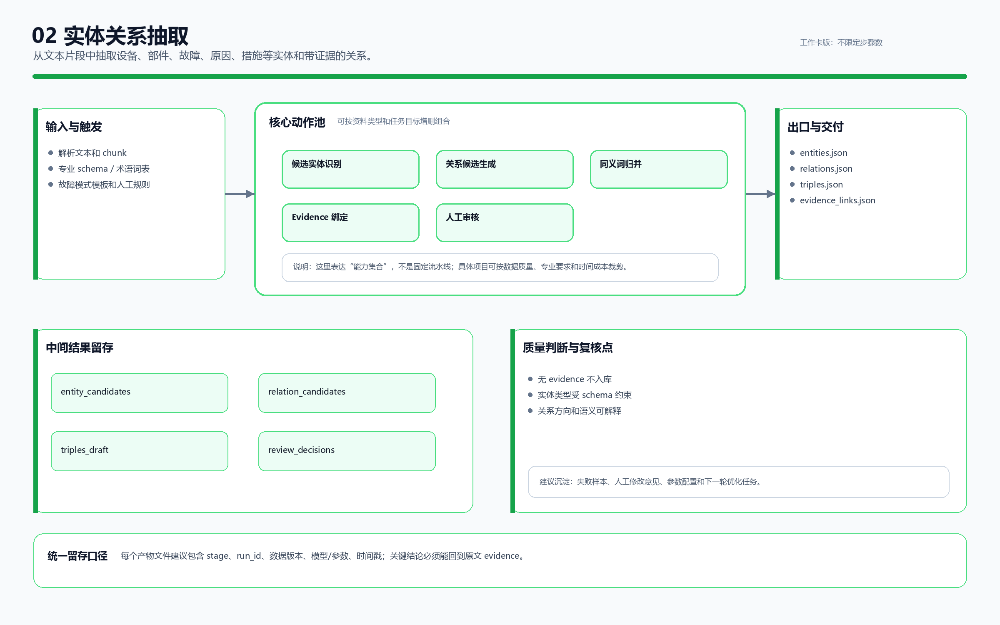 02 实体关系抽取
从文本片段中抽取设备、部件、故障、原因、措施等实体和带证据的关系。
工作卡版：不限定步骤数
输入与触发
解析文本和 chunk
专业 schema / 术语词表
故障模式模板和人工规则
核心动作池
可按资料类型和任务目标增删组合
候选实体识别
关系候选生成
同义词归并
Evidence 绑定
人工审核
说明：这里表达“能力集合”，不是固定流水线；具体项目可按数据质量、专业要求和时间成本裁剪。
出口与交付
entities.json
relations.json
triples.json
evidence_links.json
中间结果留存
entity_candidates
relation_candidates
triples_draft
review_decisions
质量判断与复核点
无 evidence 不入库
实体类型受 schema 约束
关系方向和语义可解释
建议沉淀：失败样本、人工修改意见、参数配置和下一轮优化任务。
统一留存口径
每个产物文件建议包含 stage、run_id、数据版本、模型/参数、时间戳；关键结论必须能回到原文 evidence。